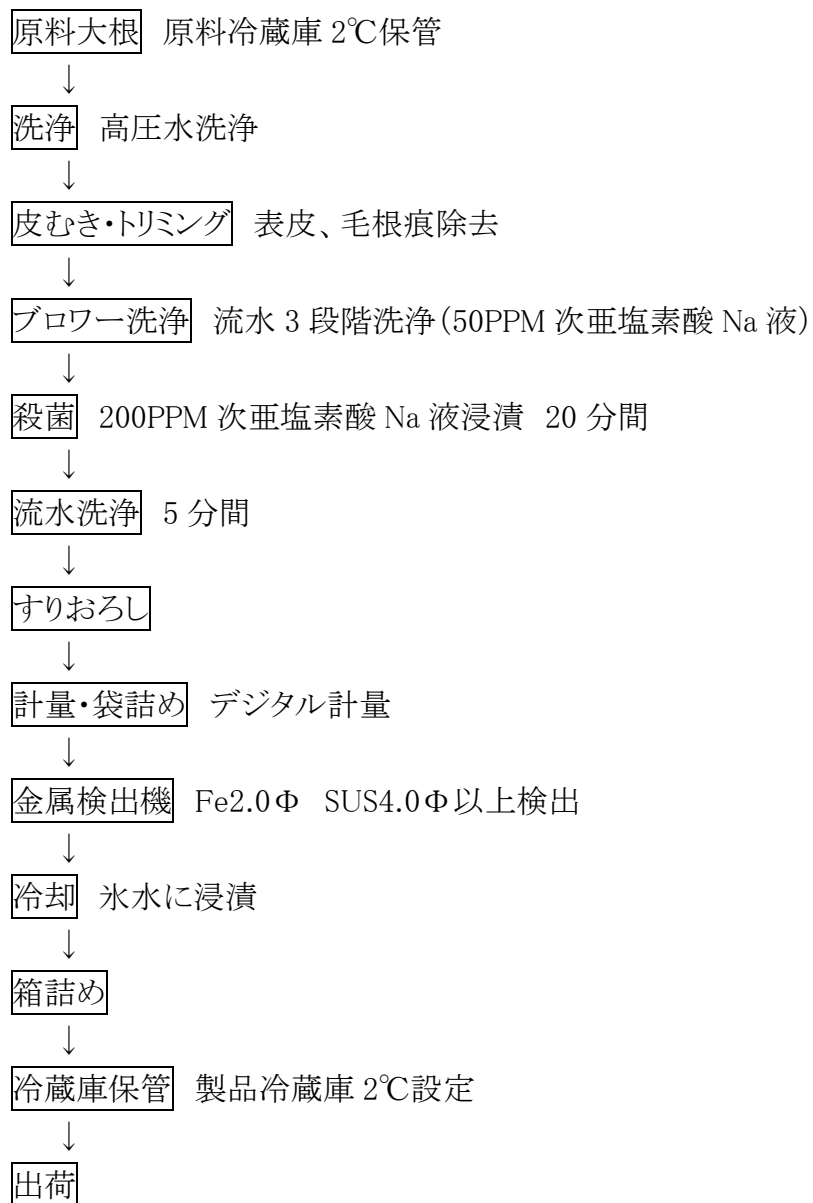 原料大根 原料冷蔵庫 2℃保管
↓
洗浄 高圧水洗浄
↓
皮むき・トリミング 表皮、毛根痕除去
↓
ブロワー洗浄 流水 3 段階洗浄(50PPM 次亜塩素酸 Na 液)
↓
殺菌 200PPM 次亜塩素酸 Na 液浸漬 20 分間
↓
流水洗浄 5 分間
↓
すりおろし
↓
計量・袋詰め デジタル計量
↓
金属検出機 Fe2.0Φ SUS4.0Φ以上検出
↓
冷却 氷水に浸漬
↓
箱詰め
↓
冷蔵庫保管 製品冷蔵庫 2℃設定
↓
出荷